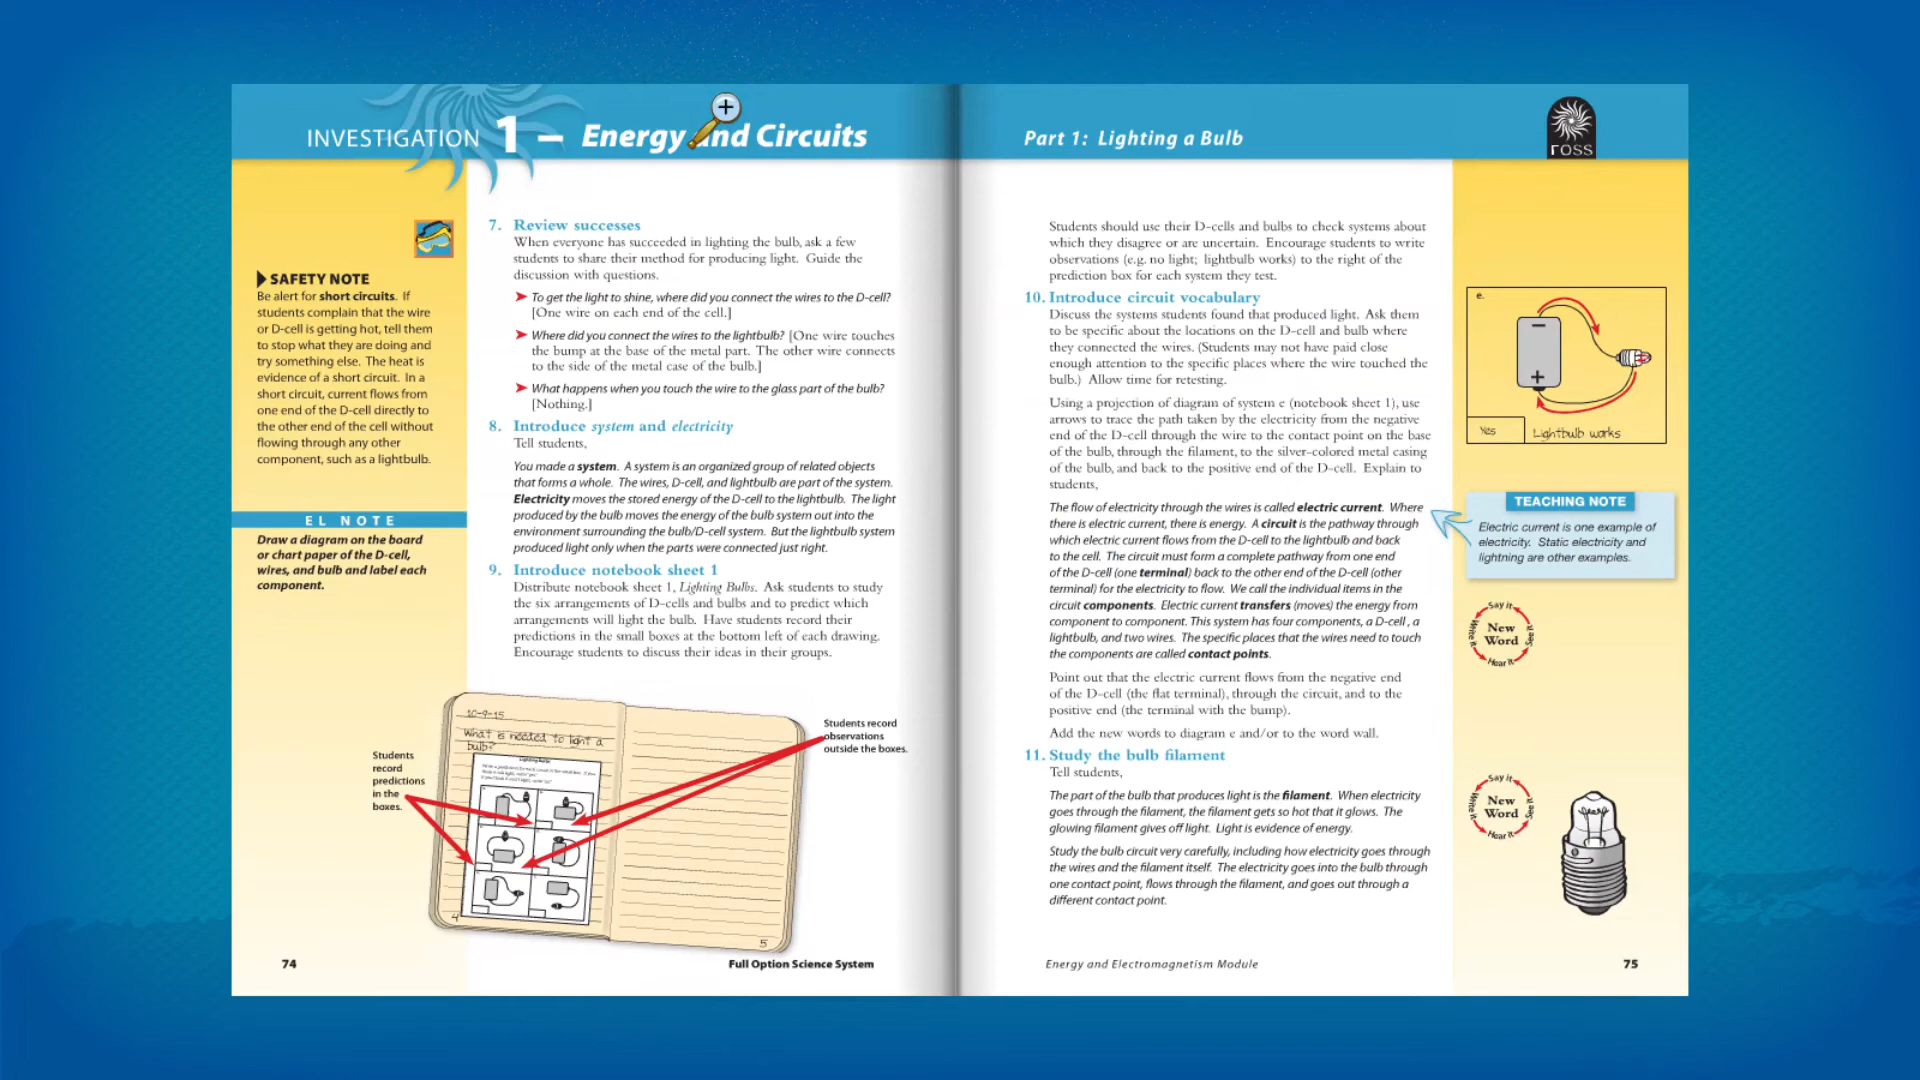 INVESTIGATION 1 – Energy and Circuits
SAFETY NOTE
Be alert for short circuits. If
students complain that the wire
or D-cell is getting hot, tell them
to stop what they are doing and
try something else. The heat is
evidence of a short circuit. In a
short circuit, current flows from
one end of the D-cell directly to
the other end of the cell without
flowing through any other
component, such as a lightbulb.
EL NOTE
Draw a diagram on the board
or chart paper of the D-cell,
wires, and bulb and label each
component.
7. Review successes
When everyone has succeeded in lighting the bulb, ask a few
students to share their method for producing light. Guide the
discussion with questions.
➤ To get the light to shine, where did you connect the wires to the D-cell?
[One wire on each end of the cell.]
➤ Where did you connect the wires to the lightbulb? [One wire touches
the bump at the base of the metal part. The other wire connects
to the side of the metal case of the bulb.]
➤ What happens when you touch the wire to the glass part of the bulb?
[Nothing.]
8. Introduce system and electricity
Tell students,
You made a system. A system is an organized group of related objects
that forms a whole. The wires, D-cell, and lightbulb are part of the system.
Electricity moves the stored energy of the D-cell to the lightbulb. The light
produced by the bulb moves the energy of the bulb system out into the
environment surrounding the bulb/D-cell system. But the lightbulb system
produced light only when the parts were connected just right.
9. Introduce notebook sheet 1
Distribute notebook sheet 1, Lighting Bulbs. Ask students to study
the six arrangements of D-cells and bulbs and to predict which
arrangements will light the bulb. Have students record their
predictions in the small boxes at the bottom left of each drawing.
Encourage students to discuss their ideas in their groups.
Students
record
predictions
in the
boxes.
10-9-15
What is needed to light a
bulb?
Lighting Bulbs
4
5
Students record
observations
outside the boxes.
74
Full Option Science System
Part 1: Lighting a Bulb
FOSS
Students should use their D-cells and bulbs to check systems about
which they disagree or are uncertain. Encourage students to write
observations (e.g. no light; lightbulb works) to the right of the
prediction box for each system they test.
10. Introduce circuit vocabulary
Discuss the systems students found that produced light. Ask them
to be specific about the locations on the D-cell and bulb where
they connected the wires. (Students may not have paid close
enough attention to the specific places where the wire touched the
bulb.) Allow time for retesting.
Using a projection of diagram of system e (notebook sheet 1), use
arrows to trace the path taken by the electricity from the negative
end of the D-cell through the wire to the contact point on the base
of the bulb, through the filament, to the silver-colored metal casing
of the bulb, and back to the positive end of the D-cell. Explain to
students,
The flow of electricity through the wires is called electric current. Where
there is electric current, there is energy. A circuit is the pathway through
which electric current flows from the D-cell to the lightbulb and back
to the cell. The circuit must form a complete pathway from one end
of the D-cell (one terminal) back to the other end of the D-cell (other
terminal) for the electricity to flow. We call the individual items in the
circuit components. Electric current transfers (moves) the energy from
component to component. This system has four components, a D-cell , a
lightbulb, and two wires. The specific places that the wires need to touch
the components are called contact points.
Point out that the electric current flows from the negative end
of the D-cell (the flat terminal), through the circuit, and to the
positive end (the terminal with the bump).
Add the new words to diagram e and/or to the word wall.
11. Study the bulb filament
Tell students,
The part of the bulb that produces light is the filament. When electricity
goes through the filament, the filament gets so hot that it glows. The
glowing filament gives off light. Light is evidence of energy.
Study the bulb circuit very carefully, including how electricity goes through
the wires and the filament itself. The electricity goes into the bulb through
one contact point, flows through the filament, and goes out through a
different contact point.
e.
–
+
Yes
Lightbulb works
TEACHING NOTE
Electric current is one example of
electricity. Static electricity and
lightning are other examples.
Say it
See it
Hear it
Write it
New
Word
Say it
See it
Hear it
Write it
New
Word
Energy and Electromagnetism Module
75